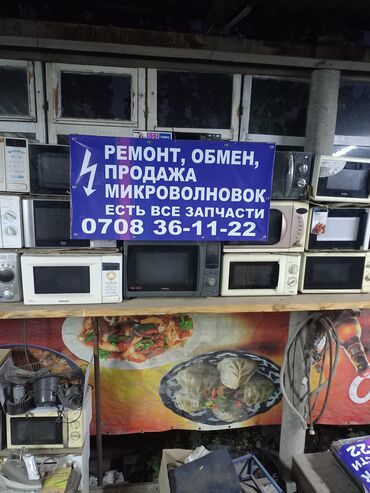 РЕМОНТ, ОБМЕН,
ПРОДАЖА
МИКРОВОЛНОВОК
ЕСТЬ ВСЕ ЗАПЧАСТИ
0708 36-11-22